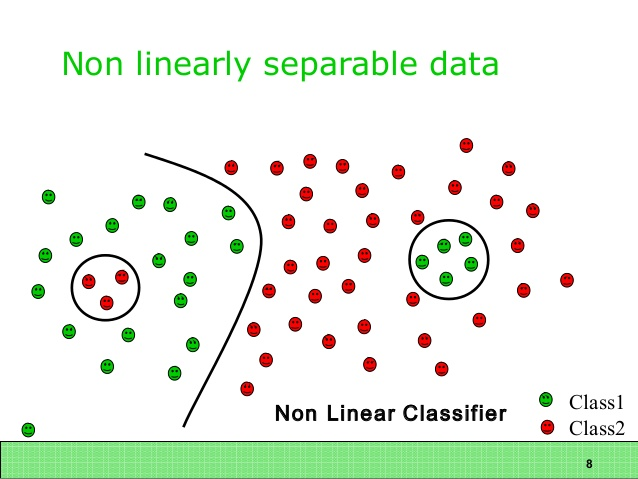 Non linearly separable data
Non Linear Classifier
Class1
Class2
8